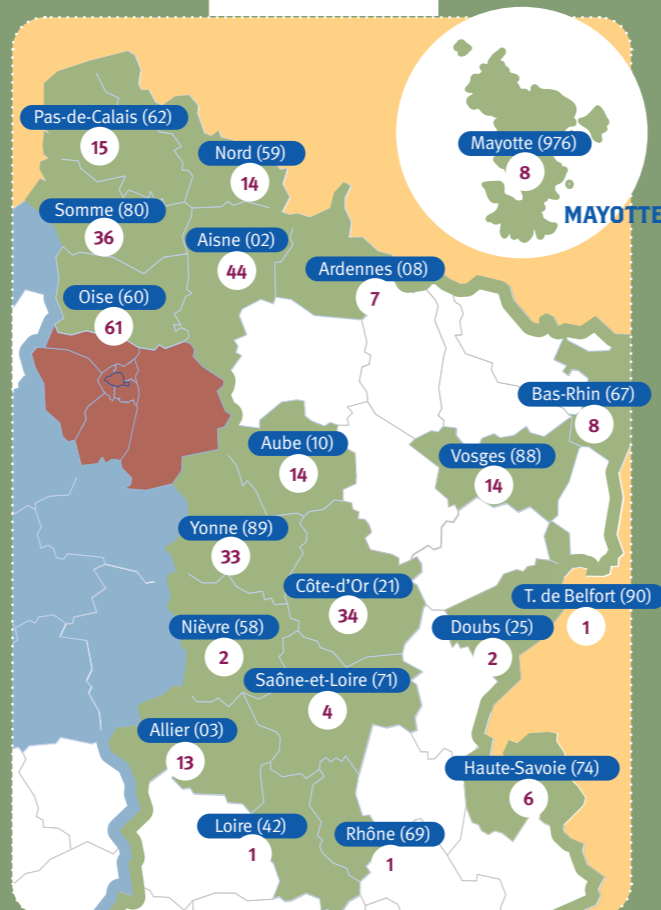 Pas-de-Calais (62)
15
Nord (59)
14
Mayotte (976)
8
MAYOTTE
Somme (80)
36
Aisne (02)
44
Ardennes (08)
7
Oise (60)
61
Bas-Rhin (67)
8
Aube (10)
14
Vosges (88)
14
Yonne (89)
33
Côte-d'Or (21)
34
T. de Belfort (90)
1
Nièvre (58)
2
Doubs (25)
2
Saône-et-Loire (71)
4
Allier (03)
13
Haute-Savoie (74)
6
Loire (42)
1
Rhône (69)
1